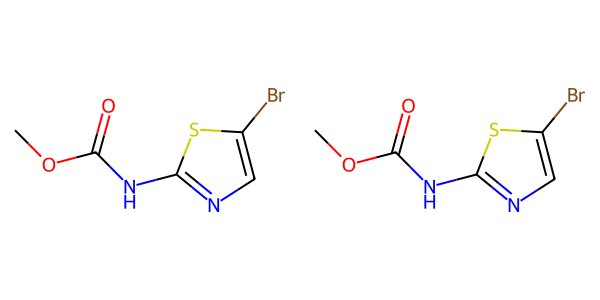 O Br O Br
S S
O O
N N
H N H N